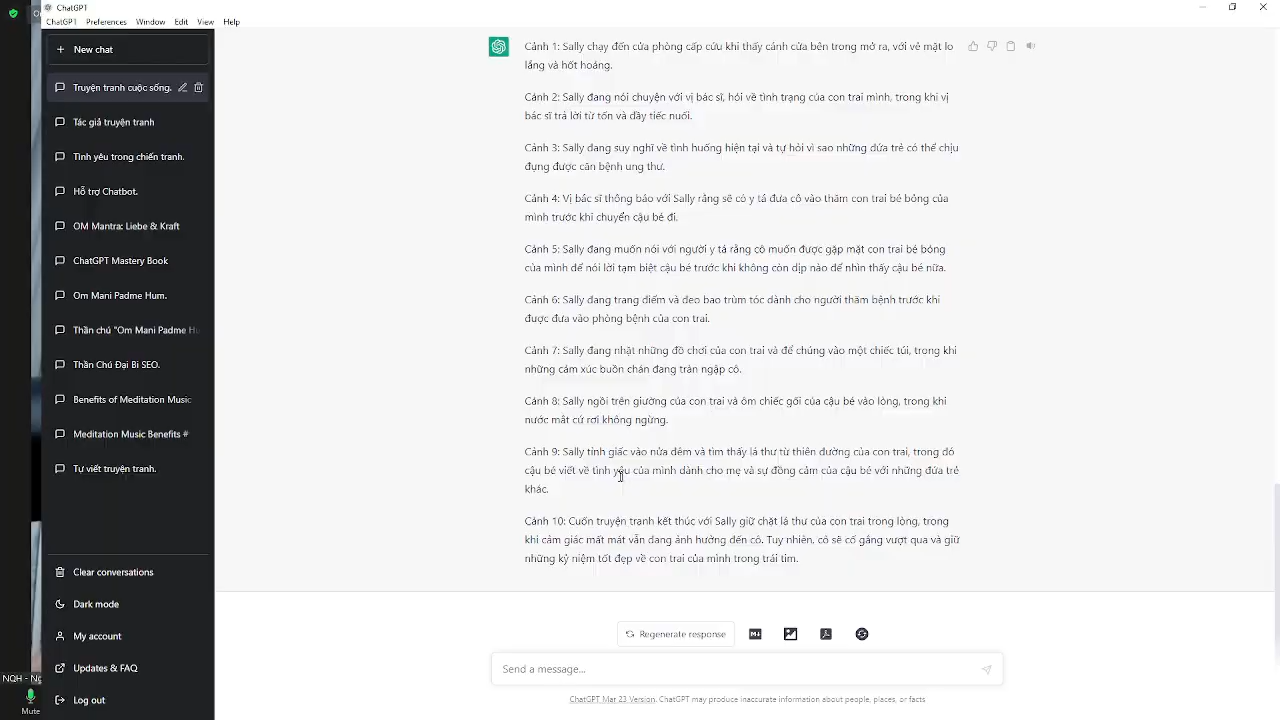 ChatGPT
ChatGPT Preferences Window Edit View Help
New chat
Truyện tranh cuộc sống.
Tác giả truyện tranh
Tình yêu trong chiến tranh.
Hỗ trợ Chatbot.
OM Mantra: Liebe & Kraft
ChatGPT Mastery Book
Om Mani Padme Hum.
Thần chú "Om Mani Padme Hu
Thần Chú Đại Bi SEO.
Benefits of Meditation Music
Meditation Music Benefits #
Tự viết truyện tranh.
Clear conversations
Dark mode
My account
Updates & FAQ
Log out
NQH - Ng
Mute
Cảnh 1: Sally chạy đến cửa phòng cấp cứu khi thấy cánh cửa bên trong mở ra, với vẻ mặt lo
lắng và hốt hoảng.
Cảnh 2: Sally đang nói chuyện với vị bác sĩ, hỏi về tình trạng của con trai mình, trong khi vị
bác sĩ trả lời từ tốn và đầy tiếc nuối.
Cảnh 3: Sally đang suy nghĩ về tình huống hiện tại và tự hỏi vì sao những đứa trẻ có thể chịu
đựng được căn bệnh ung thư.
Cảnh 4: Vị bác sĩ thông báo với Sally rằng sẽ có y tá đưa cô vào thăm con trai bé bỏng của
mình trước khi chuyển cậu bé đi.
Cảnh 5: Sally đang muốn nói với người y tá rằng cô muốn được gặp mặt con trai bé bỏng
của mình để nói lời tạm biệt cậu bé trước khi không còn dịp nào để nhìn thấy cậu bé nữa.
Cảnh 6: Sally đang trang điểm và đeo bao trùm tóc dành cho người thăm bệnh trước khi
được đưa vào phòng bệnh của con trai.
Cảnh 7: Sally đang nhặt những đồ chơi của con trai và để chúng vào một chiếc túi, trong khi
những cảm xúc buồn chán đang tràn ngập cô.
Cảnh 8: Sally ngồi trên giường của con trai và ôm chiếc gối của cậu bé vào lòng, trong khi
nước mắt cứ rơi không ngừng.
Cảnh 9: Sally tỉnh giấc vào nửa đêm và tìm thấy lá thư từ thiên đường của con trai, trong đó
cậu bé viết về tình yêu của mình dành cho mẹ và sự đồng cảm của cậu bé với những đứa trẻ
khác.
Cảnh 10: Cuốn truyện tranh kết thúc với Sally giữ chặt lá thư của con trai trong lòng, trong
khi cảm giác mất mát vẫn đang ảnh hưởng đến cô. Tuy nhiên, cô sẽ cố gắng vượt qua và giữ
những kỷ niệm tốt đẹp về con trai của mình trong trái tim.
Regenerate response
Send a message...
ChatGPT Mar 23 Version. ChatGPT may produce inaccurate information about people, places, or facts